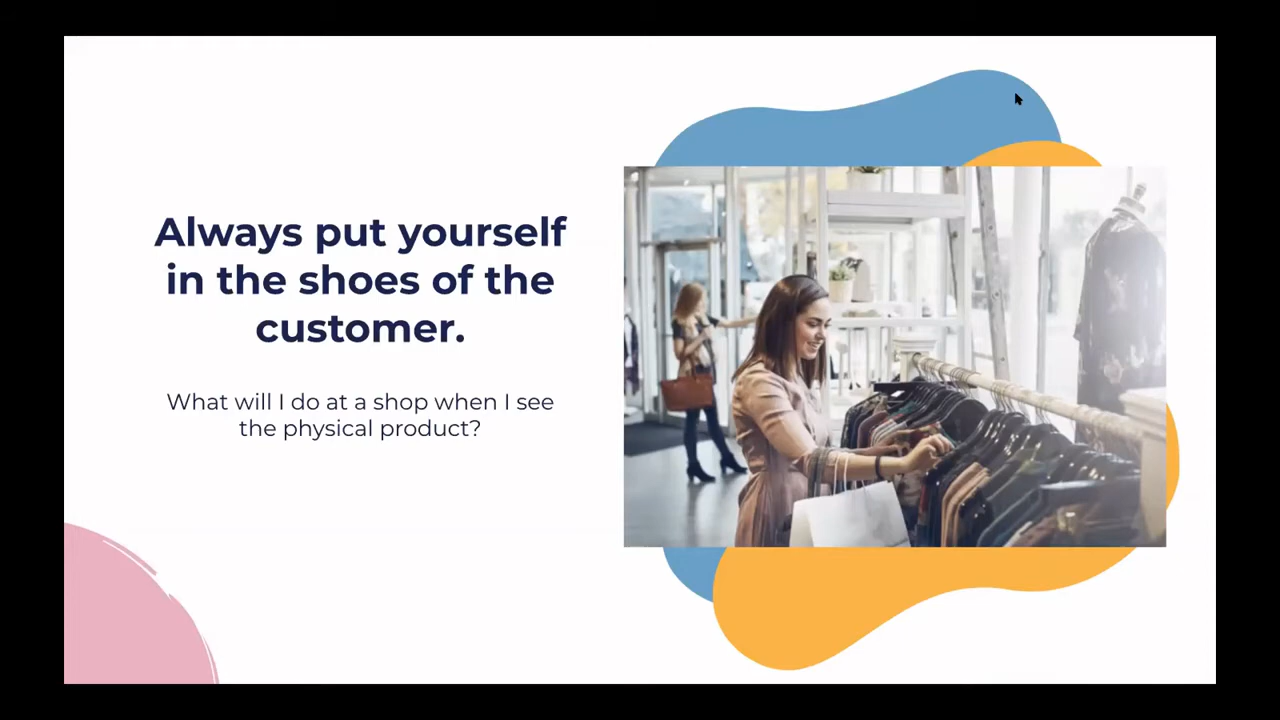 Always put yourself
in the shoes of the
customer.
What will I do at a shop when I see
the physical product?